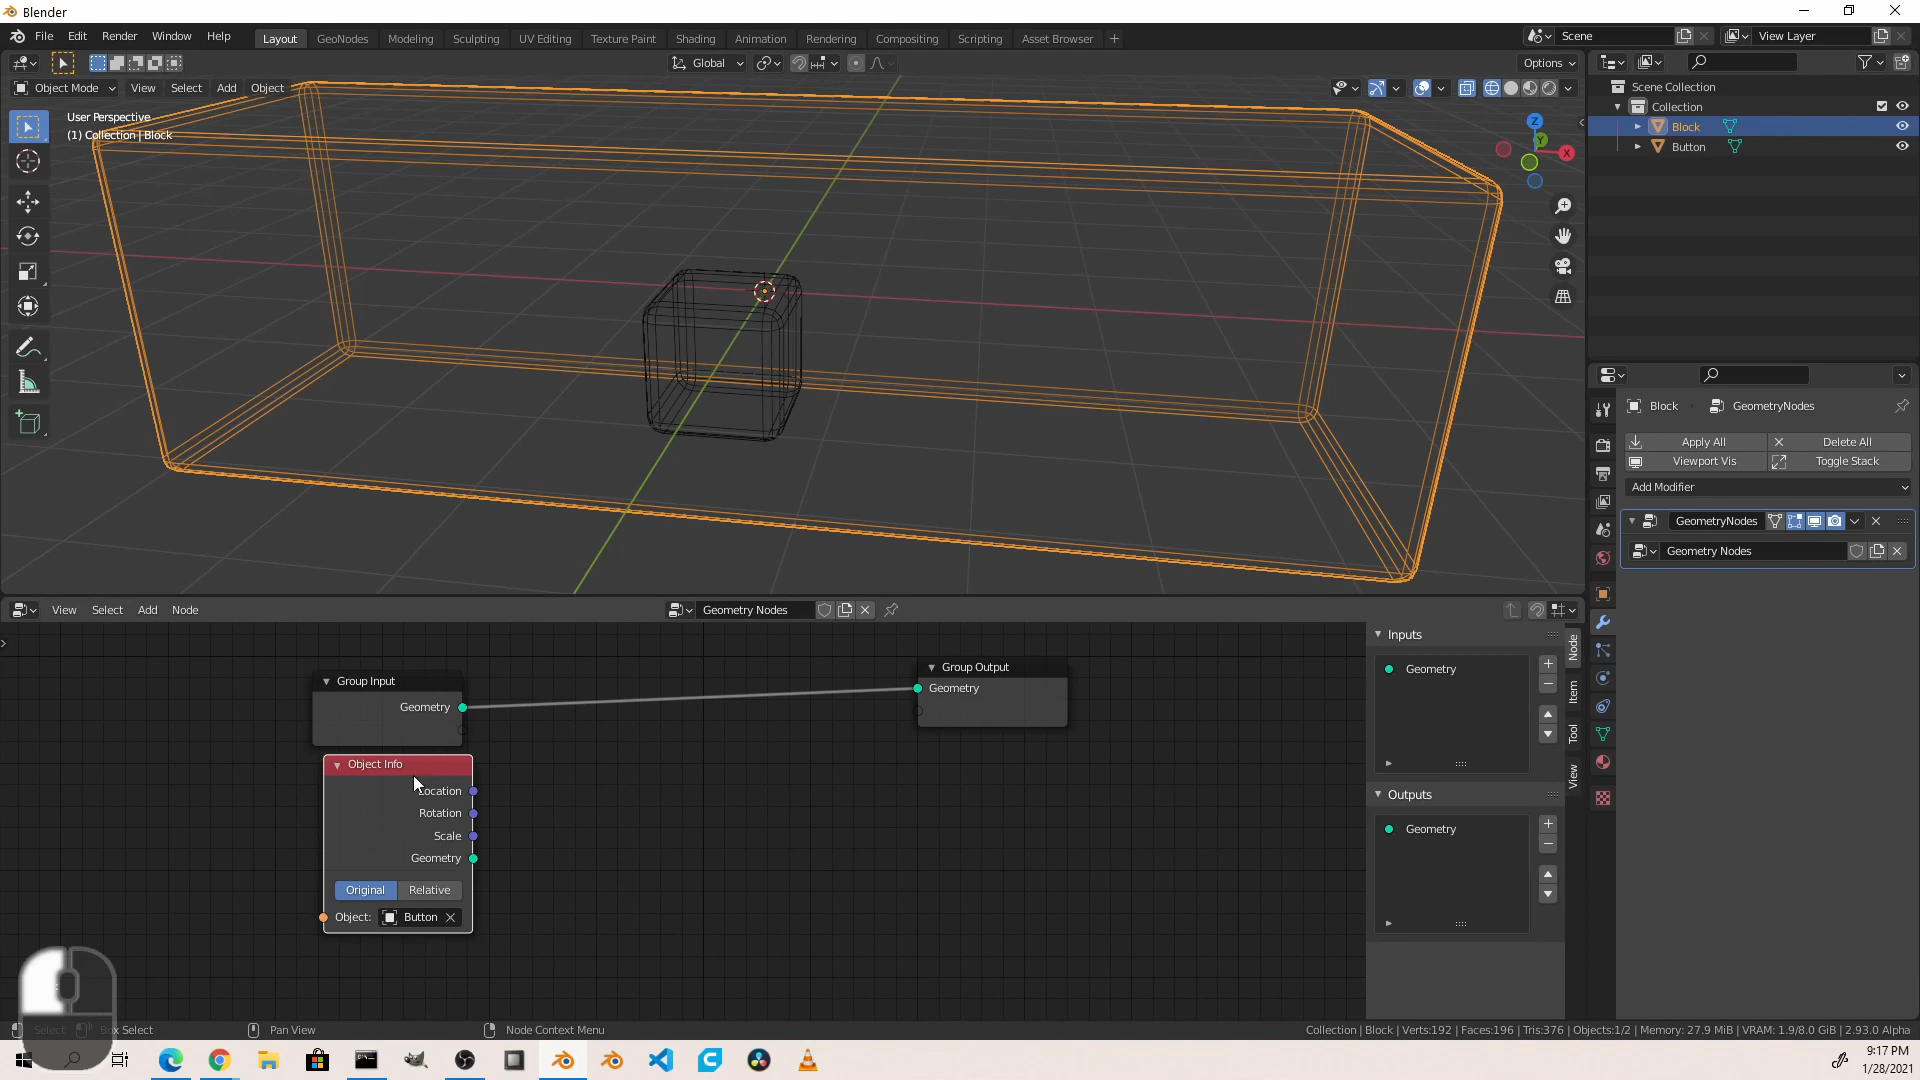 Blender
File Edit Render Window Help
Layout GeoNodes Modeling Sculpting UV Editing Texture Paint Shading Animation Rendering Compositing Scripting Asset Browser +
Scene
View Layer
Global
Options
Object Mode View Select Add Object
User Perspective
(1) Collection | Block
Z
Y
X
Scene Collection
Collection
Block
Button
Block GeometryNodes
Apply All Delete All
Viewport Vis Toggle Stack
Add Modifier
GeometryNodes
Geometry Nodes
View Select Add Node
Geometry Nodes
Group Input
Geometry
Object Info
Location
Rotation
Scale
Geometry
Original Relative
Object: Button
Group Output
Geometry
Inputs
Geometry
Outputs
Geometry
Node
Item
Tool
View
Select Box Select Pan View Node Context Menu
Collection | Block | Verts:192 | Faces:196 | Tris:376 | Objects:1/2 | Memory: 27.9 MiB | VRAM: 1.9/8.0 GiB | 2.93.0 Alpha
9:17 PM
1/28/2021